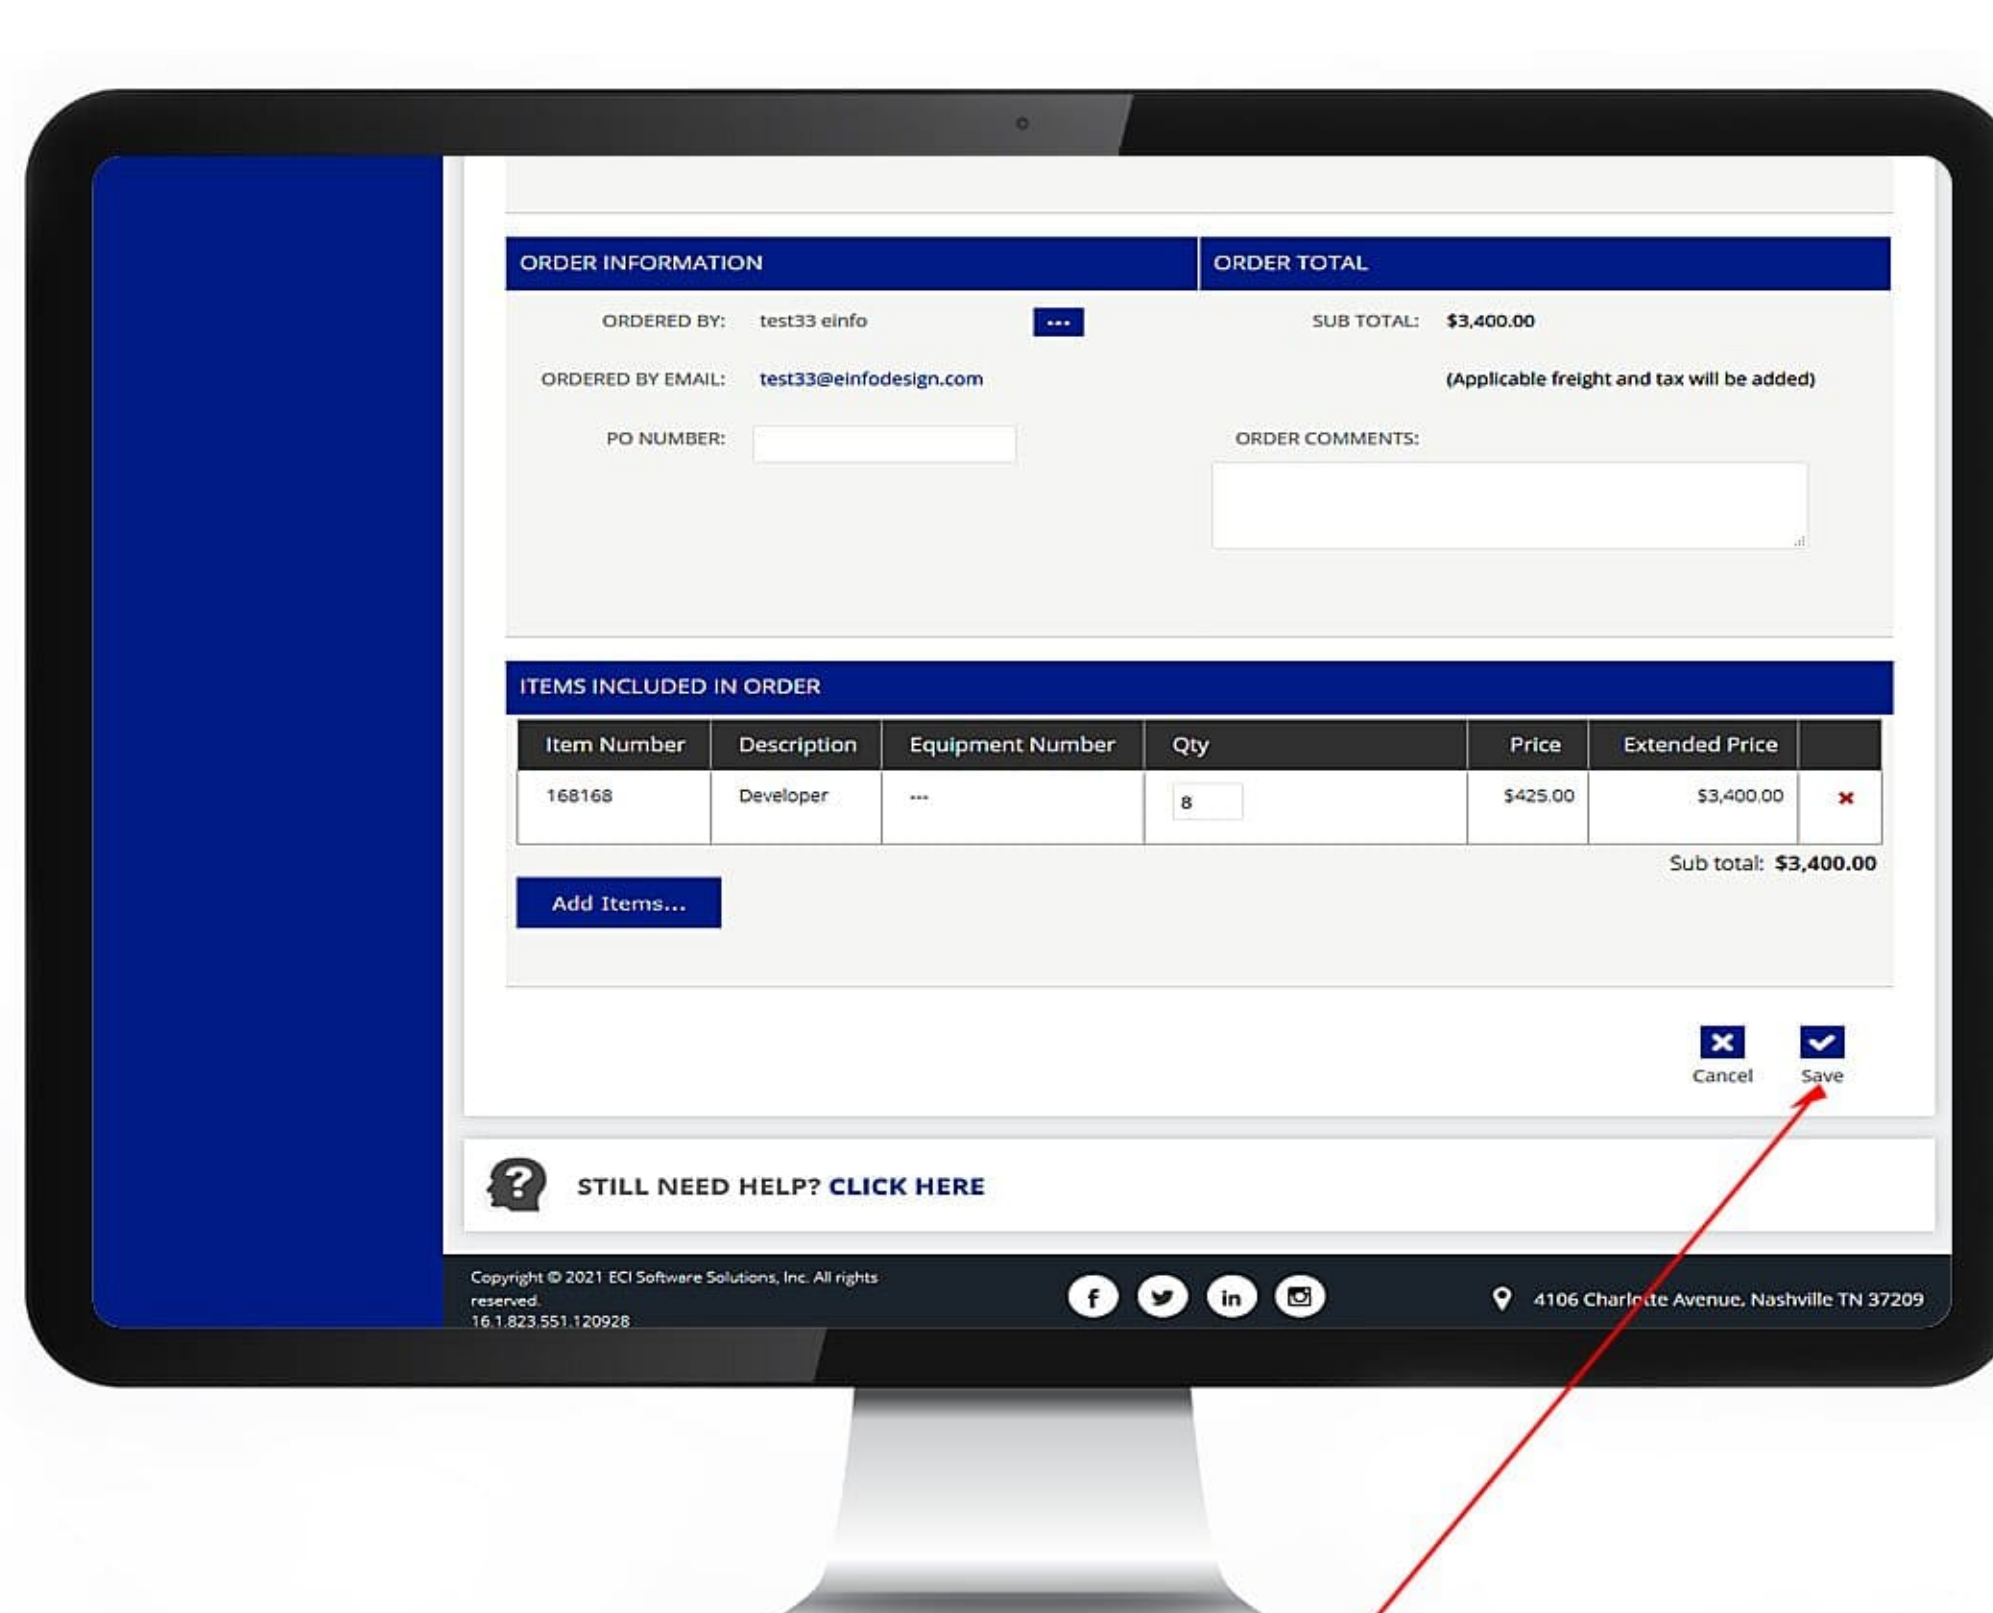 ORDER INFORMATION
ORDER TOTAL
ORDERED BY: test33 einfo ...
SUB TOTAL: $3,400.00
ORDERED BY EMAIL: test33@einfodesign.com
(Applicable freight and tax will be added)
PO NUMBER:
ORDER COMMENTS:
ITEMS INCLUDED IN ORDER
Item Number Description Equipment Number Qty Price Extended Price
168168 Developer --- 8 $425.00 $3,400.00
Sub total: $3,400.00
Add Items...
Cancel Save
STILL NEED HELP? CLICK HERE
Copyright © 2021 ECI Software Solutions, Inc. All rights
reserved.
16.1.823.551.120928
4106 Charlotte Avenue, Nashville TN 37209